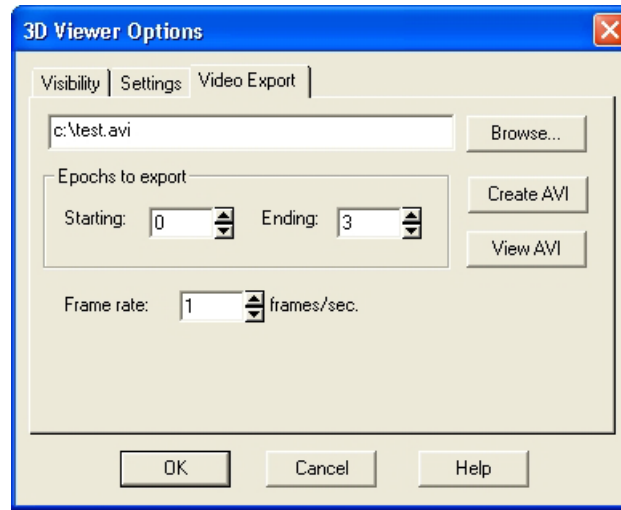 3D Viewer Options
Visibility Settings Video Export
c:\test.avi Browse...
Epochs to export
Create AVI
Starting: 0 Ending: 3
View AVI
Frame rate: 1 frames/sec.
OK Cancel Help